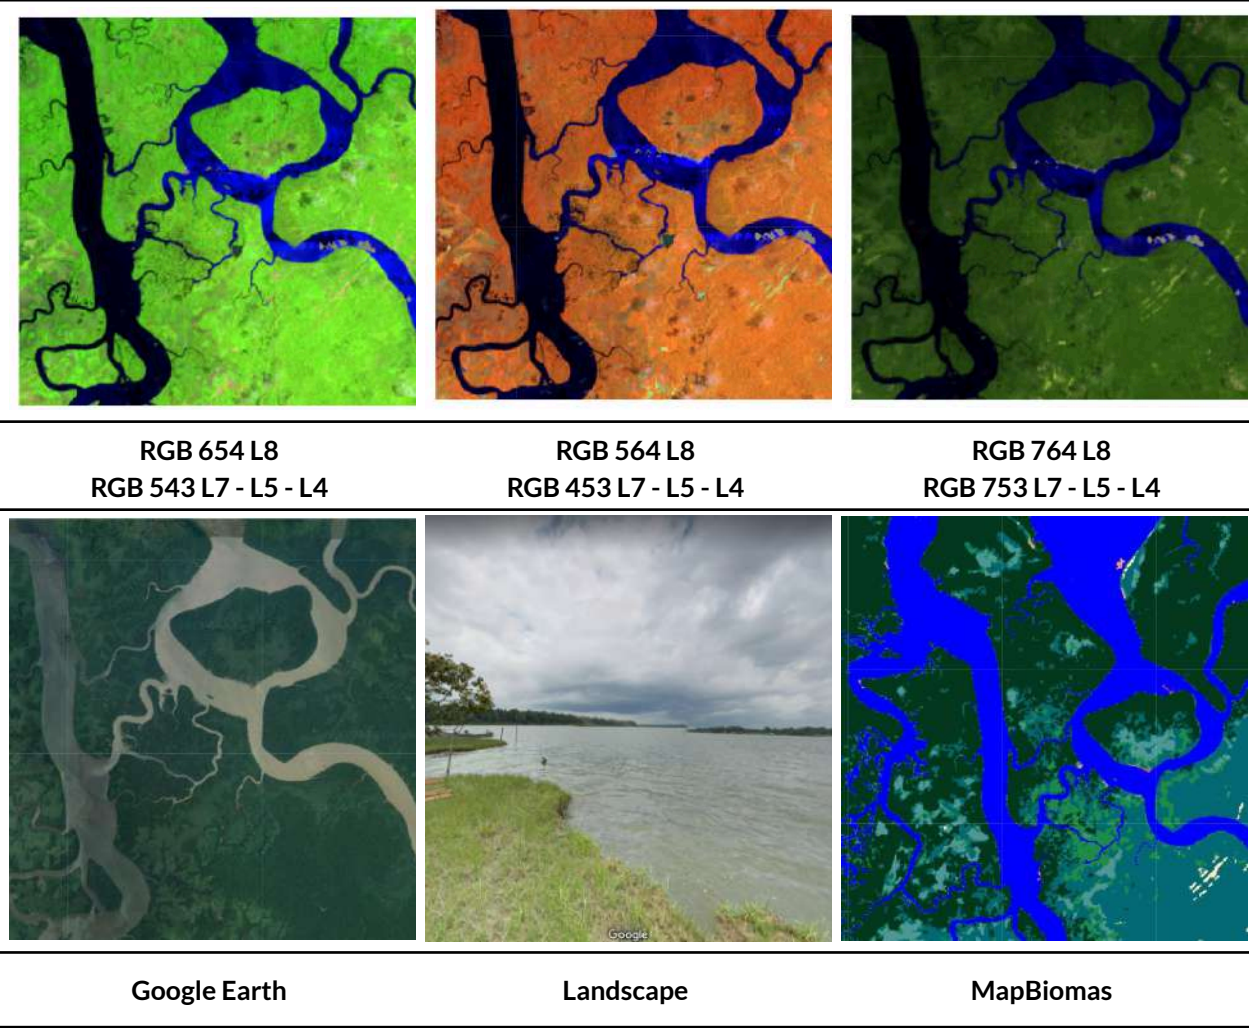 RGB 654 L8
RGB 543 L7 - L5 - L4
RGB 564 L8
RGB 453 L7 - L5 - L4
RGB 764 L8
RGB 753 L7 - L5 - L4
Google
Google Earth
Landscape
MapBiomas